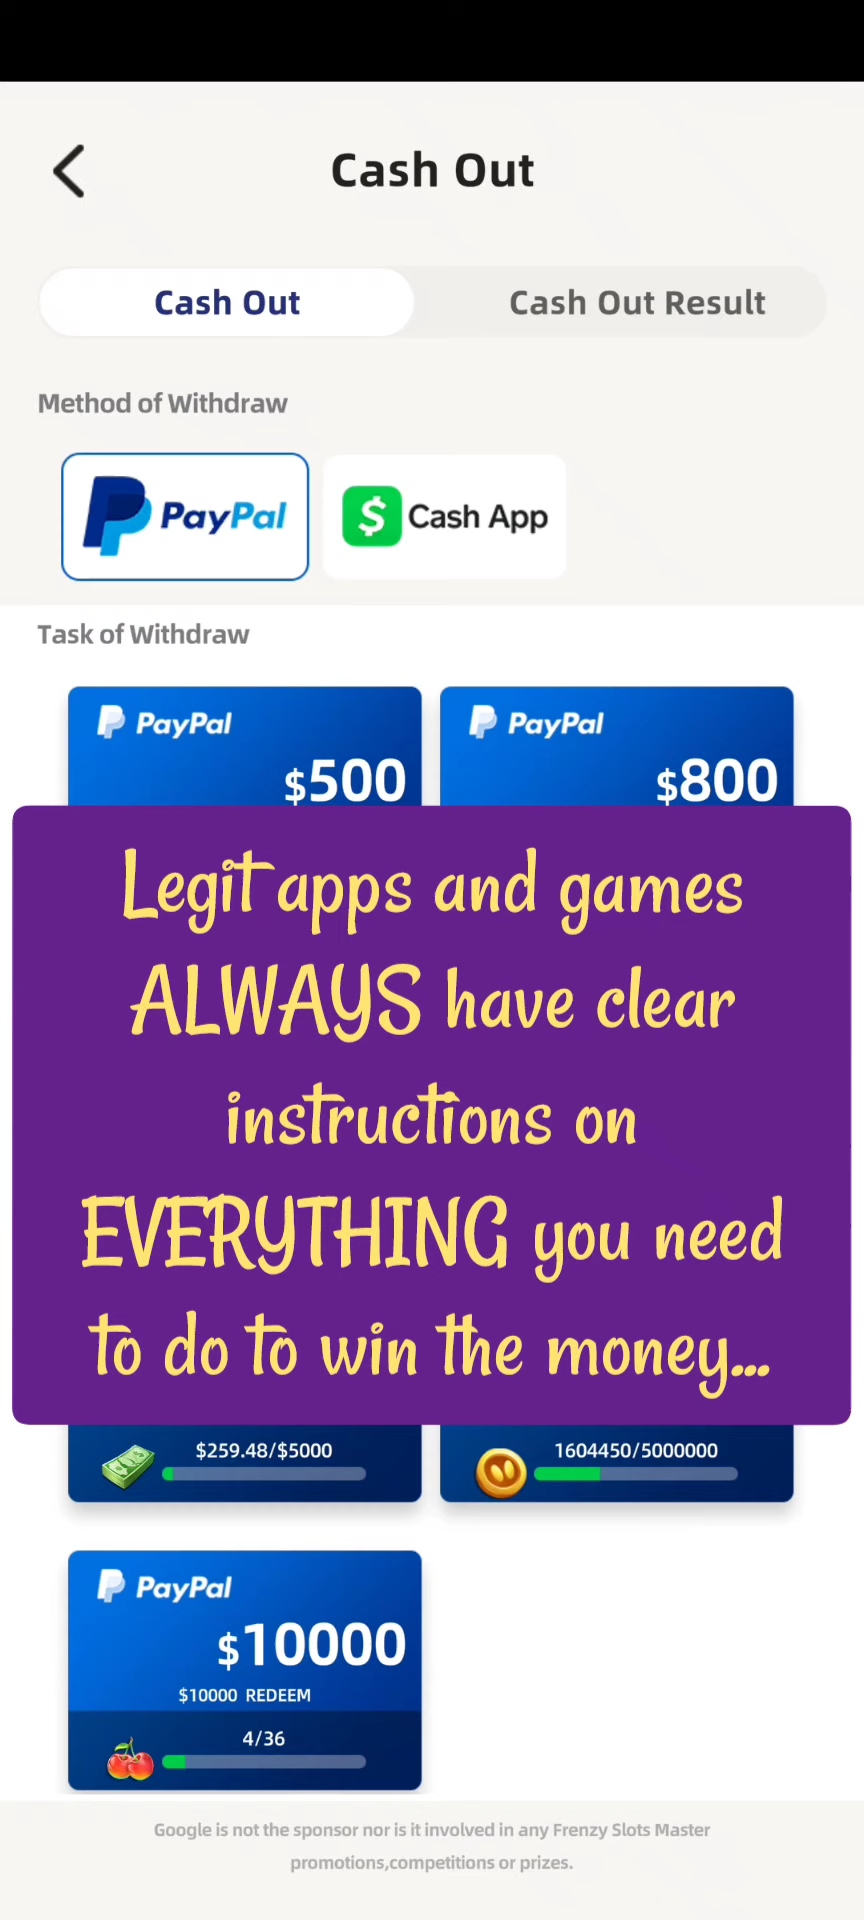 Cash Out
Cash Out Cash Out Result
Method of Withdraw
PayPal Cash App
Task of Withdraw
PayPal PayPal
$500 $800
Legit apps and games
ALWAYS have clear
instructions on
EVERYTHING you need
to do to win the money...
$259.48/$5000 1604450/5000000
PayPal
$10000
$10000 REDEEM
4/36
Google is not the sponsor nor is it involved in any Frenzy Slots Master
promotions,competitions or prizes.